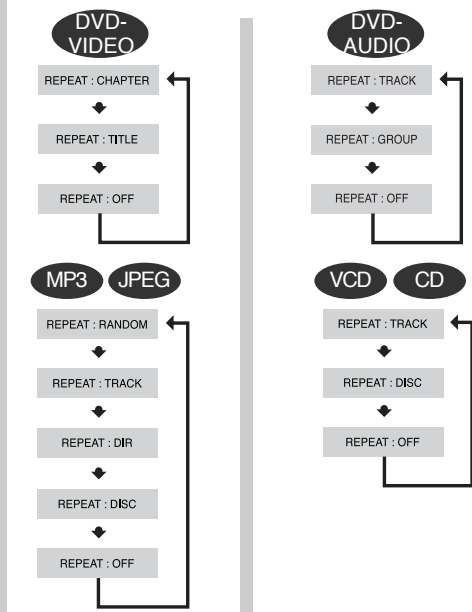 DVD-
VIDEO
REPEAT : CHAPTER
REPEAT : TITLE
REPEAT : OFF
DVD-
AUDIO
REPEAT : TRACK
REPEAT : GROUP
REPEAT : OFF
MP3 JPEG
REPEAT : RANDOM
REPEAT : TRACK
REPEAT : DIR
REPEAT : DISC
REPEAT : OFF
VCD CD
REPEAT : TRACK
REPEAT : DISC
REPEAT : OFF